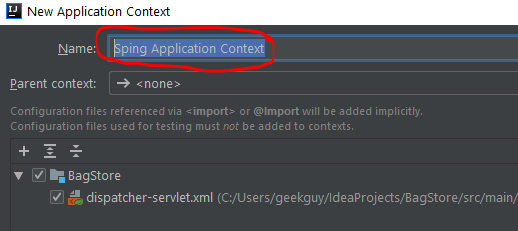 New Application Context
Name: Sping Application Context
Parent context: → <none>
Configuration files referenced via <import> or @Import will be added implicitly.
Configuration files used for testing must not be added to contexts.
BagStore
dispatcher-servlet.xml (C:/Users/geekguy/IdeaProjects/BagStore/src/main/